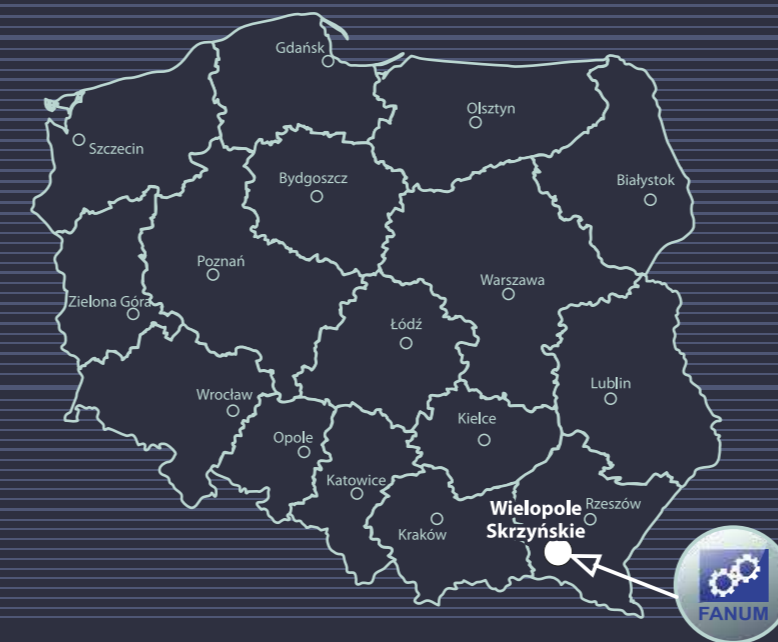 Gdańsk
Olsztyn
Szczecin
Bydgoszcz
Białystok
Poznań
Warszawa
Zielona Góra
Łódź
Lublin
Wrocław
Kielce
Opole
Katowice
Wielopole
Skrzyńskie
Rzeszów
Kraków
FANUM